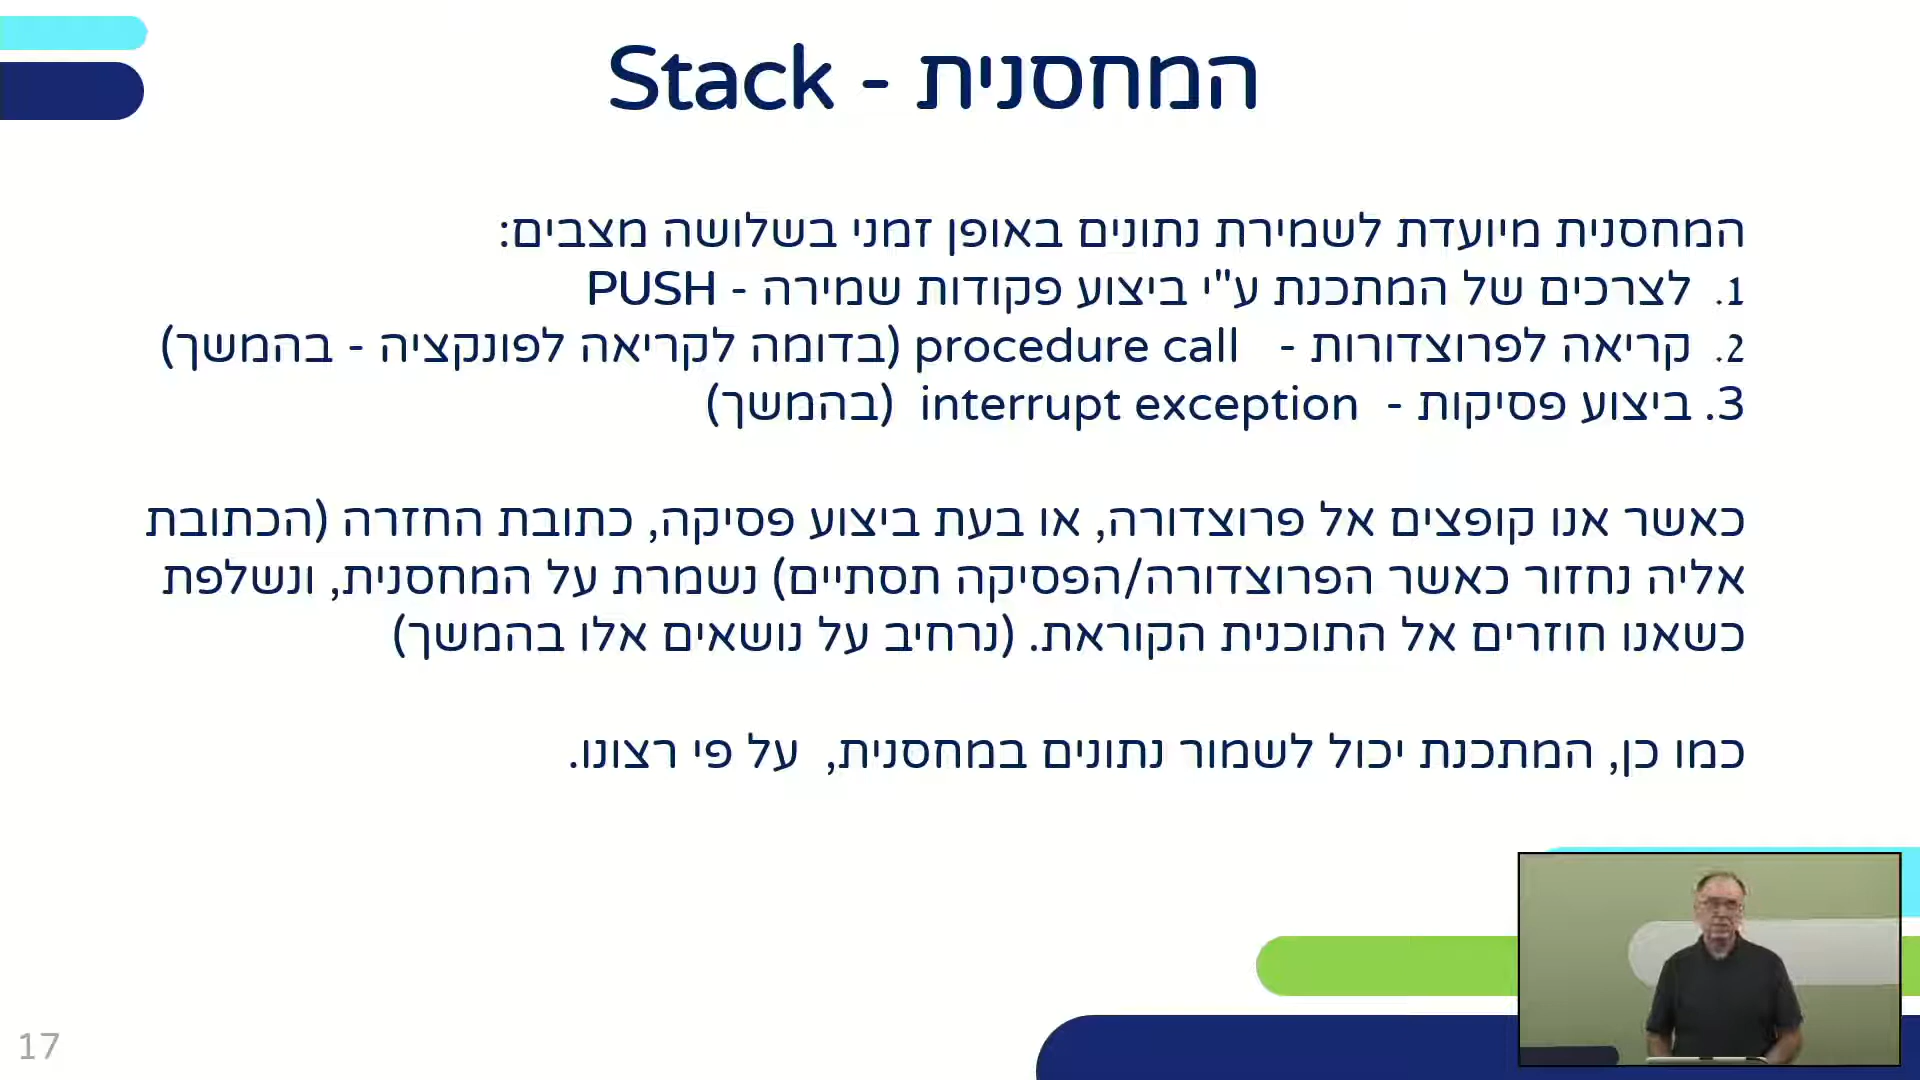 המחסנית - Stack
המחסנית מיועדת לשמירת נתונים באופן זמני בשלושה מצבים:
1. לצרכים של המתכנת ע"י ביצוע פקודות שמירה - PUSH
2. קריאה לפרוצדורות - procedure call (בדומה לקריאה לפונקציה - בהמשך)
3. ביצוע פסיקות - interrupt exception (בהמשך)
כאשר אנו קופצים אל פרוצדורה, או בעת ביצוע פסיקה, כתובת החזרה (הכתובת
אליה נחזור כאשר הפרוצדורה/הפסיקה תסתיים) נשמרת על המחסנית, ונשלפת
כשאנו חוזרים אל התוכנית הקוראת. (נרחיב על נושאים אלו בהמשך)
כמו כן, המתכנת יכול לשמור נתונים במחסנית, על פי רצונו.
17